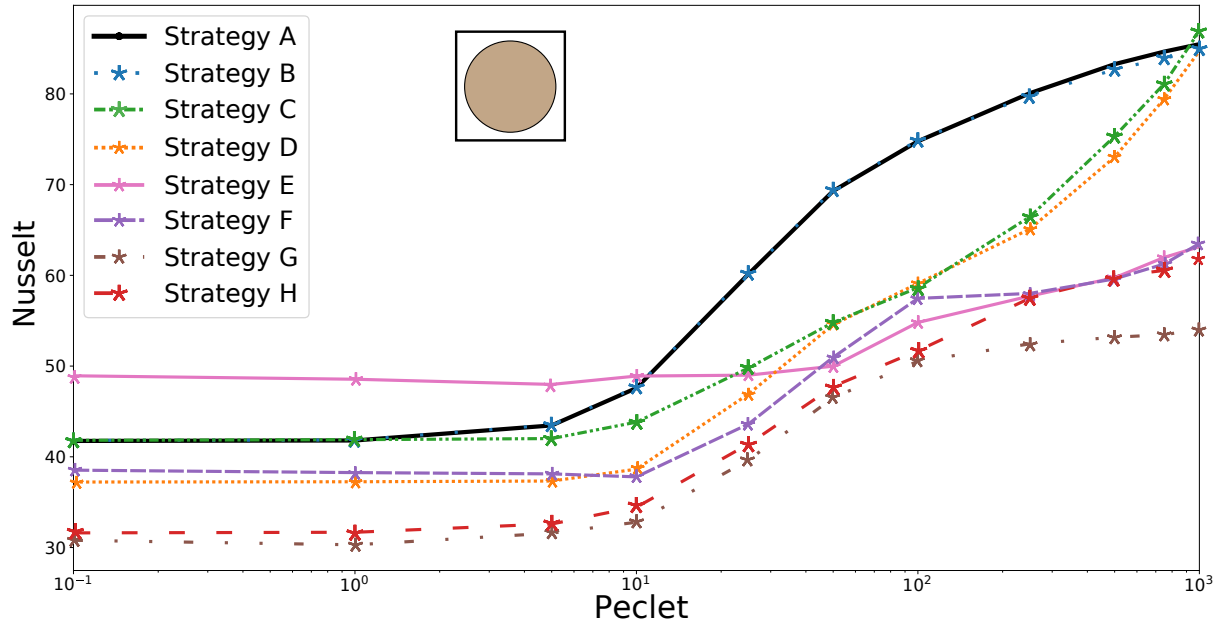 Strategy A
Strategy B
Strategy C
Strategy D
Strategy E
Strategy F
Strategy G
Strategy H
Nusselt
80
70
60
50
40
30
10⁻¹
10⁰
10¹
10²
10³
Peclet